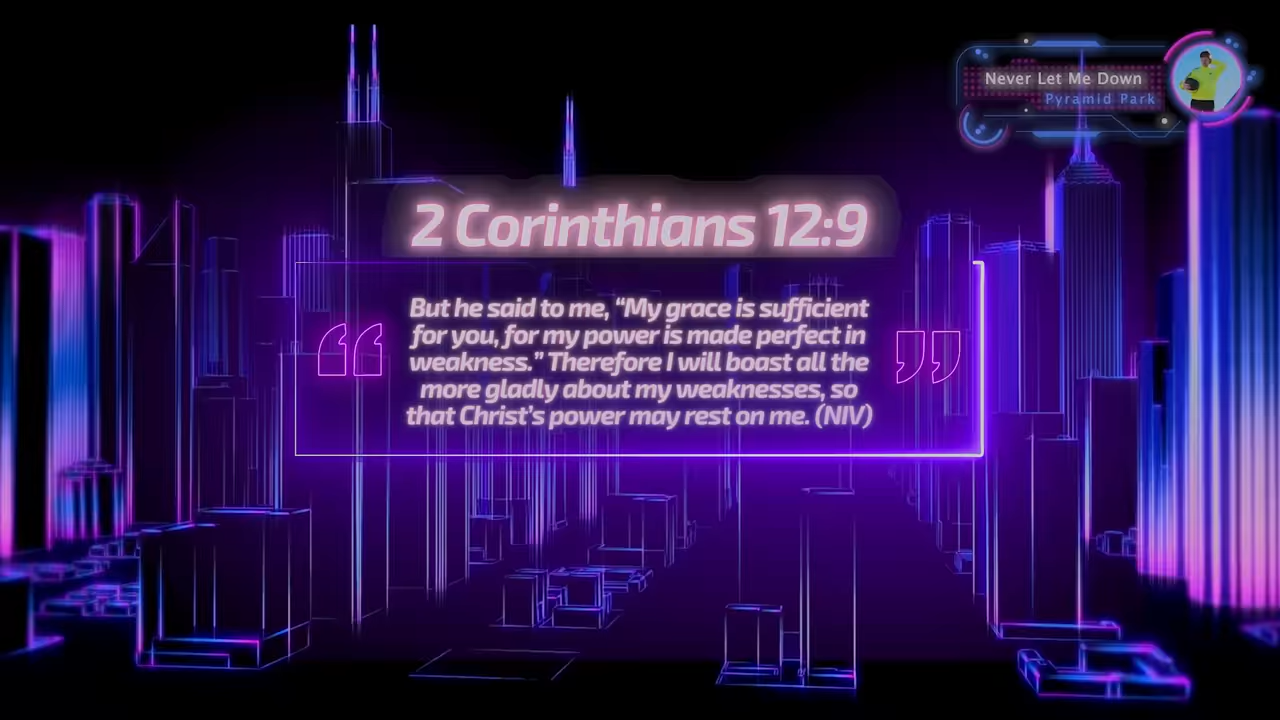 Never Let Me Down
Pyramid Park
2 Corinthians 12:9
But he said to me, “My grace is sufficient
for you, for my power is made perfect in
weakness.” Therefore I will boast all the
more gladly about my weaknesses, so
that Christ’s power may rest on me. (NIV)